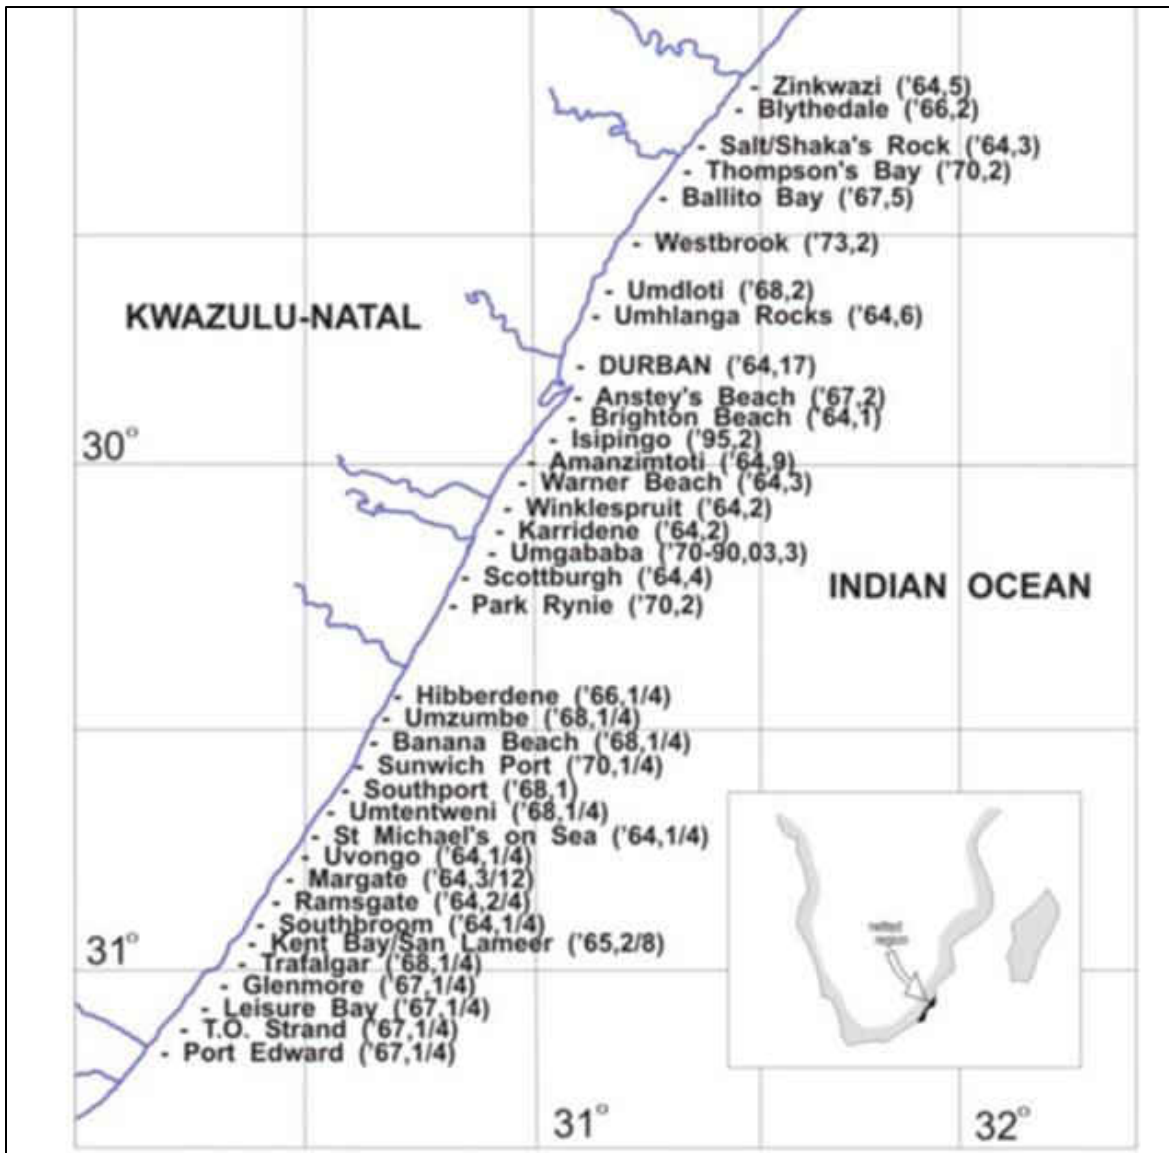 Zinkwazi ('64,5)
Blythedale ('66,2)
Salt/Shaka's Rock ('64,3)
Thompson's Bay ('70,2)
Ballito Bay ('67,5)
Westbrook ('73,2)
Umdloti ('68,2)
KWAZULU-NATAL
Umhlanga Rocks ('64,6)
DURBAN ('64,17)
Anstey's Beach ('67,2)
Brighton Beach ('64,1)
Isipingo ('95,2)
30°
Amanzimtoti ('64,9)
Warner Beach ('64,3)
Winklespruit ('64,2)
Karridene ('64,2)
Umgababa ('70-90,03,3)
Scottburgh ('64,4)
INDIAN OCEAN
Park Rynie ('70,2)
Hibberdene ('66,1/4)
Umzumbe ('68,1/4)
Banana Beach ('68,1/4)
Sunwich Port ('70,1/4)
Southport ('68,1)
Umtentweni ('68,1/4)
St Michael's on Sea ('64,1/4)
Uvongo ('64,1/4)
Margate ('64,3/12)
Ramsgate ('64,2/4)
Southbroom ('64,1/4)
Kent Bay/San Lameer ('65,2/8)
31°
Trafalgar ('68,1/4)
Glenmore ('67,1/4)
Leisure Bay ('67,1/4)
T.O. Strand ('67,1/4)
Port Edward ('67,1/4)
netted
region
31°
32°